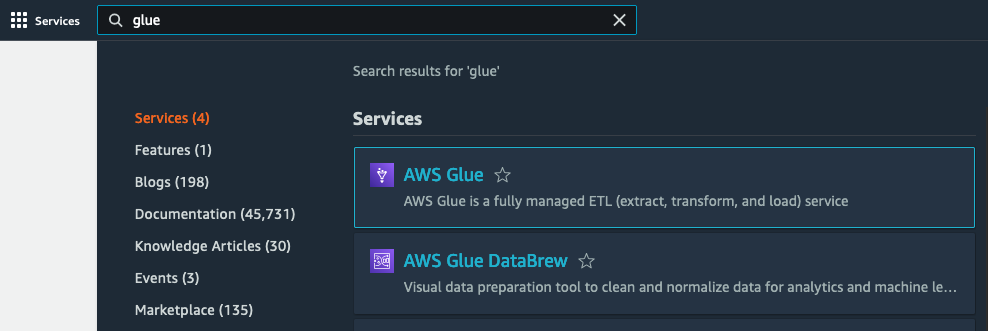 Services
glue
Search results for 'glue'
Services (4)
Features (1)
Blogs (198)
Documentation (45,731)
Knowledge Articles (30)
Events (3)
Marketplace (135)
Services
AWS Glue
AWS Glue is a fully managed ETL (extract, transform, and load) service
AWS Glue DataBrew
Visual data preparation tool to clean and normalize data for analytics and machine le...